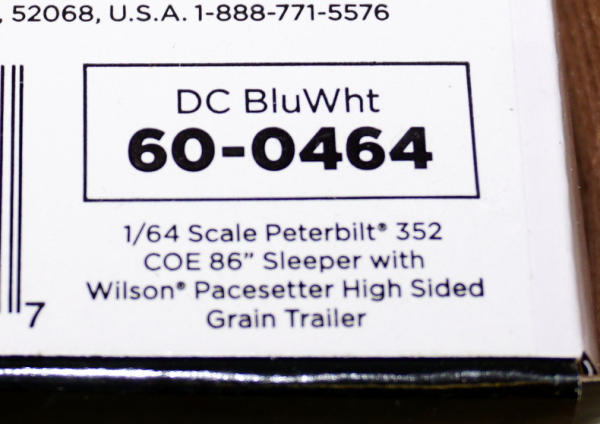 , 52068, U.S.A. 1-888-771-5576
DC BluWht
60-0464
1/64 Scale Peterbilt® 352
COE 86” Sleeper with
Wilson® Pacesetter High Sided
Grain Trailer
7